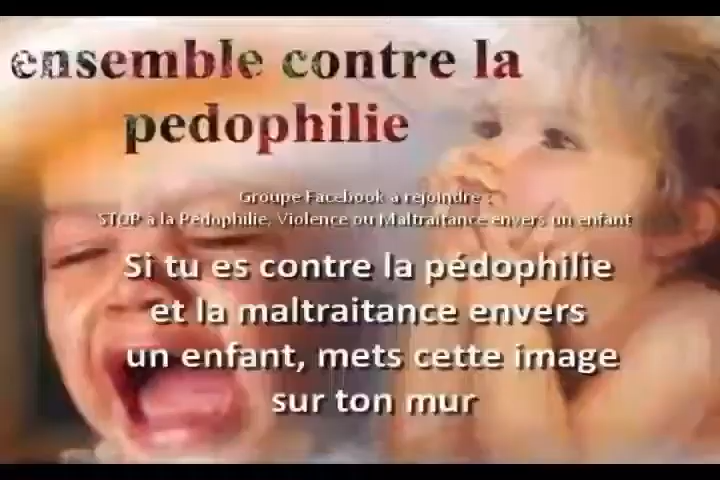 ensemble contre la
pedophilie
Groupe Facebook a rejoindre :
STOP à la Pédophilie, Violence ou Maltraitance envers un enfant
Si tu es contre la pédophilie
et la maltraitance envers
un enfant, mets cette image
sur ton mur